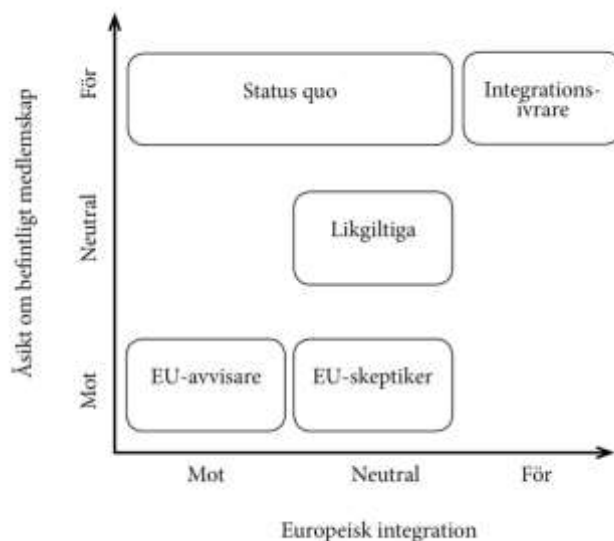 Åsikt om befintligt medlemskap
För
Status quo
Integrations-
ivrare
Neutral
Likgiltiga
Mot
EU-avvisare
EU-skeptiker
Mot
Neutral
För
Europeisk integration